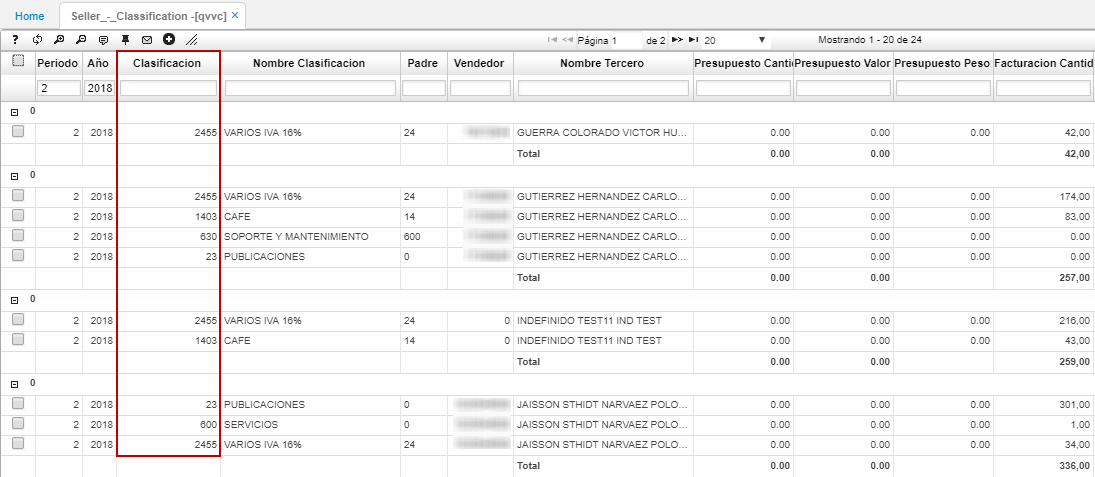 Home Seller_-_Classification -[qvvc] ×
? Página 1 de 2 20 Mostrando 1 - 20 de 24
Periodo Año Clasificacion Nombre Clasificacion Padre Vendedor Nombre Tercero Presupuesto Canti Presupuesto Valor Presupuesto Peso Facturacion Cantid
2 2018
0
2 2018 2455 VARIOS IVA 16% 24 GUERRA COLORADO VICTOR HU... 0.00 0.00 0.00 42,00
Total 0.00 0.00 42,00
0
2 2018 2455 VARIOS IVA 16% 24 GUTIERREZ HERNANDEZ CARLO... 0.00 0.00 0.00 174,00
2 2018 1403 CAFE 14 GUTIERREZ HERNANDEZ CARLO... 0.00 0.00 0.00 83,00
2 2018 630 SOPORTE Y MANTENIMIENTO 600 GUTIERREZ HERNANDEZ CARLO... 0.00 0.00 0.00 0.00
2 2018 23 PUBLICACIONES 0 GUTIERREZ HERNANDEZ CARLO... 0.00 0.00 0.00 0.00
Total 0.00 0.00 257,00
0
2 2018 2455 VARIOS IVA 16% 24 0 INDEFINIDO TEST11 IND TEST 0.00 0.00 0.00 216,00
2 2018 1403 CAFE 14 0 INDEFINIDO TEST11 IND TEST 0.00 0.00 0.00 43,00
Total 0.00 0.00 259,00
0
2 2018 23 PUBLICACIONES 0 JAISSON STHIDT NARVAEZ POLO... 0.00 0.00 0.00 301,00
2 2018 600 SERVICIOS 0 JAISSON STHIDT NARVAEZ POLO... 0.00 0.00 0.00 1,00
2 2018 2455 VARIOS IVA 16% 24 JAISSON STHIDT NARVAEZ POLO... 0.00 0.00 0.00 34,00
Total 0.00 0.00 336,00